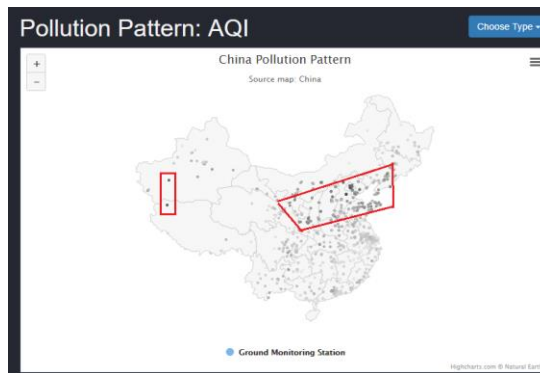 Pollution Pattern: AQI
Choose Type
+
China Pollution Pattern
−
Source map: China
Ground Monitoring Station
Highcharts.com © Natural Earth